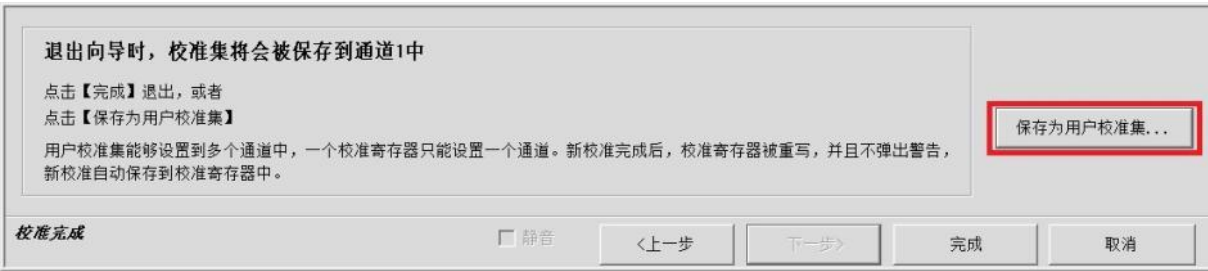 退出向导时，校准集将会被保存到通道1中
点击【完成】退出，或者
点击【保存为用户校准集】
保存为用户校准集...
用户校准集能够设置到多个通道中，一个校准寄存器只能设置一个通道。新校准完成后，校准寄存器被重写，并且不弹出警告，
新校准自动保存到校准寄存器中。
校准完成
静音
<上一步
下一步>
完成
取消